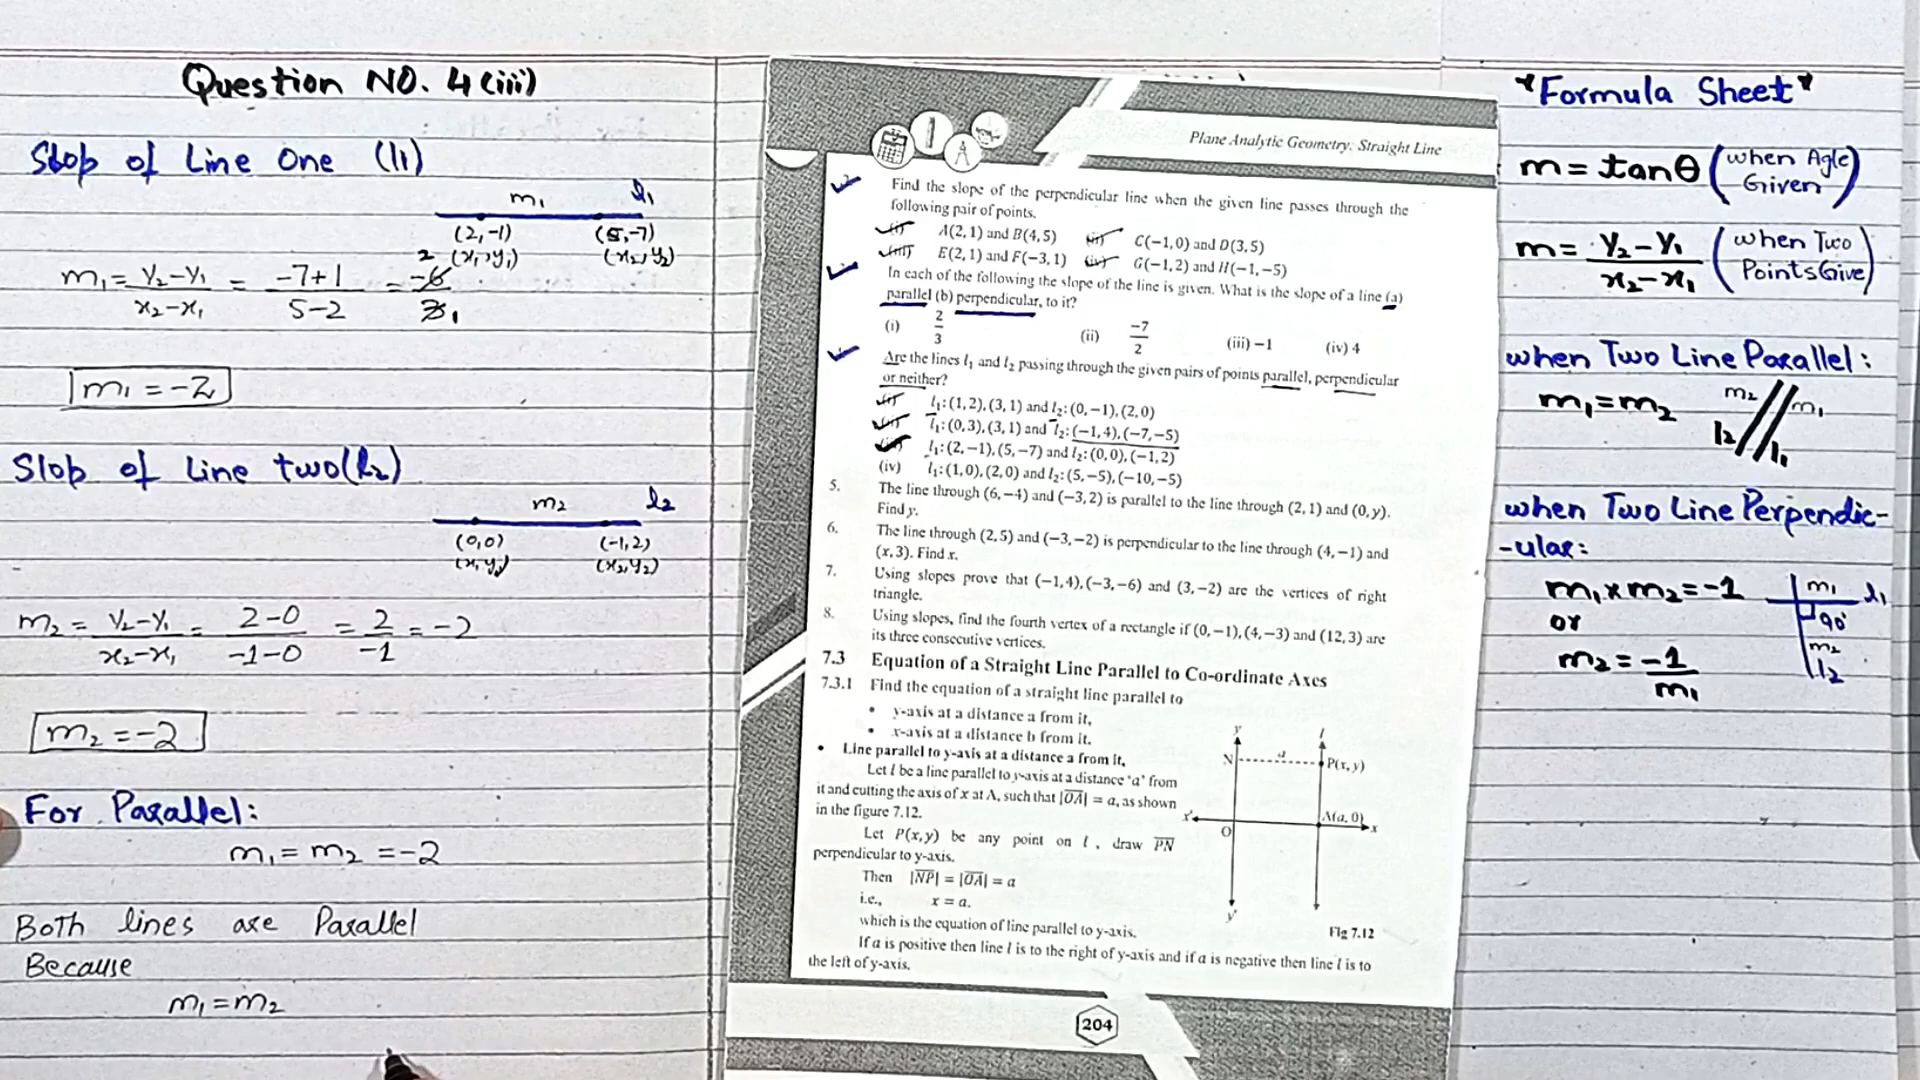 Question NO. 4 (iii)
Slop of Line One (l1)
m₁ l₁
(2,-1) (5,-7)
(x₁,y₁) (x₂,y₂)
m₁ = y₂-y₁ / x₂-x₁ = -7+1 / 5-2 = -6 2 / 3 1
m₁ = -2
Slop of Line two (l₂)
m₂ l₂
(0,0) (-1,2)
(x₁,y₁) (x₂,y₂)
m₂ = y₂-y₁ / x₂-x₁ = 2-0 / -1-0 = 2 / -1 = -2
m₂ = -2
For Parallel:
m₁ = m₂ = -2
Both lines are Parallel
Because
m₁ = m₂
Plane Analytic Geometry: Straight Line
Find the slope of the perpendicular line when the given line passes through the
following pair of points.
(i) A(2, 1) and B(4, 5) (ii) C(−1, 0) and D(3, 5)
(iii) E(2, 1) and F(−3, 1) (iv) G(−1, 2) and H(−1, −5)
In each of the following the slope of the line is given. What is the slope of a line (a)
parallel (b) perpendicular, to it?
(i) 2/3 (ii) −7/2 (iii) −1 (iv) 4
Are the lines l₁ and l₂ passing through the given pairs of points parallel, perpendicular
or neither?
(i) l₁: (1, 2), (3, 1) and l₂: (0, −1), (2, 0)
(ii) l₁: (0, 3), (3, 1) and l₂: (−1, 4), (−7, −5)
(iii) l₁: (2, −1), (5, −7) and l₂: (0, 0), (−1, 2)
(iv) l₁: (1, 0), (2, 0) and l₂: (5, −5), (−10, −5)
5. The line through (6, −4) and (−3, 2) is parallel to the line through (2, 1) and (0, y).
Find y.
6. The line through (2, 5) and (−3, −2) is perpendicular to the line through (4, −1) and
(x, 3). Find x.
7. Using slopes prove that (−1, 4), (−3, −6) and (3, −2) are the vertices of right
triangle.
8. Using slopes, find the fourth vertex of a rectangle if (0, −1), (4, −3) and (12, 3) are
its three consecutive vertices.
7.3 Equation of a Straight Line Parallel to Co-ordinate Axes
7.3.1 Find the equation of a straight line parallel to
• y-axis at a distance a from it,
• x-axis at a distance b from it.
• Line parallel to y-axis at a distance a from it,
Let l be a line parallel to y-axis at a distance ‘a’ from
it and cutting the axis of x at A, such that |OA| = a, as shown
in the figure 7.12.
Let P(x, y) be any point on l , draw PN
perpendicular to y-axis.
Then |NP| = |OA| = a
i.e., x = a.
which is the equation of line parallel to y-axis.
If a is positive then line l is to the right of y-axis and if a is negative then line l is to
the left of y-axis.
y l
N a P(x, y)
x' O A(a, 0) x
y'
Fig 7.12
204
"Formula Sheet"
m = tanθ (when Agle Given)
m = y₂-y₁ / x₂-x₁ (when Two Points Give)
when Two Line Parallel:
m₁ = m₂ m₂ m₁
l₂ l₁
when Two Line Perpendic-
-ular:
m₁ x m₂ = -1 m₁ l₁
or 90°
m₂ = -1 / m₁ m₂ l₂